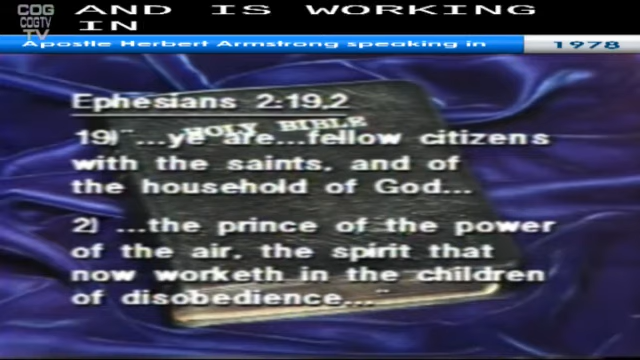 COG
COGTV
TV
AND IS WORKING
IN
Apostle Herbert Armstrong speaking in
1978
Ephesians 2:19,2
HOLY BIBLE
19)"...ye are...fellow citizens
with the saints, and of
the household of God...
2) ...the prince of the power
of the air, the spirit that
now worketh in the children
of disobedience..."